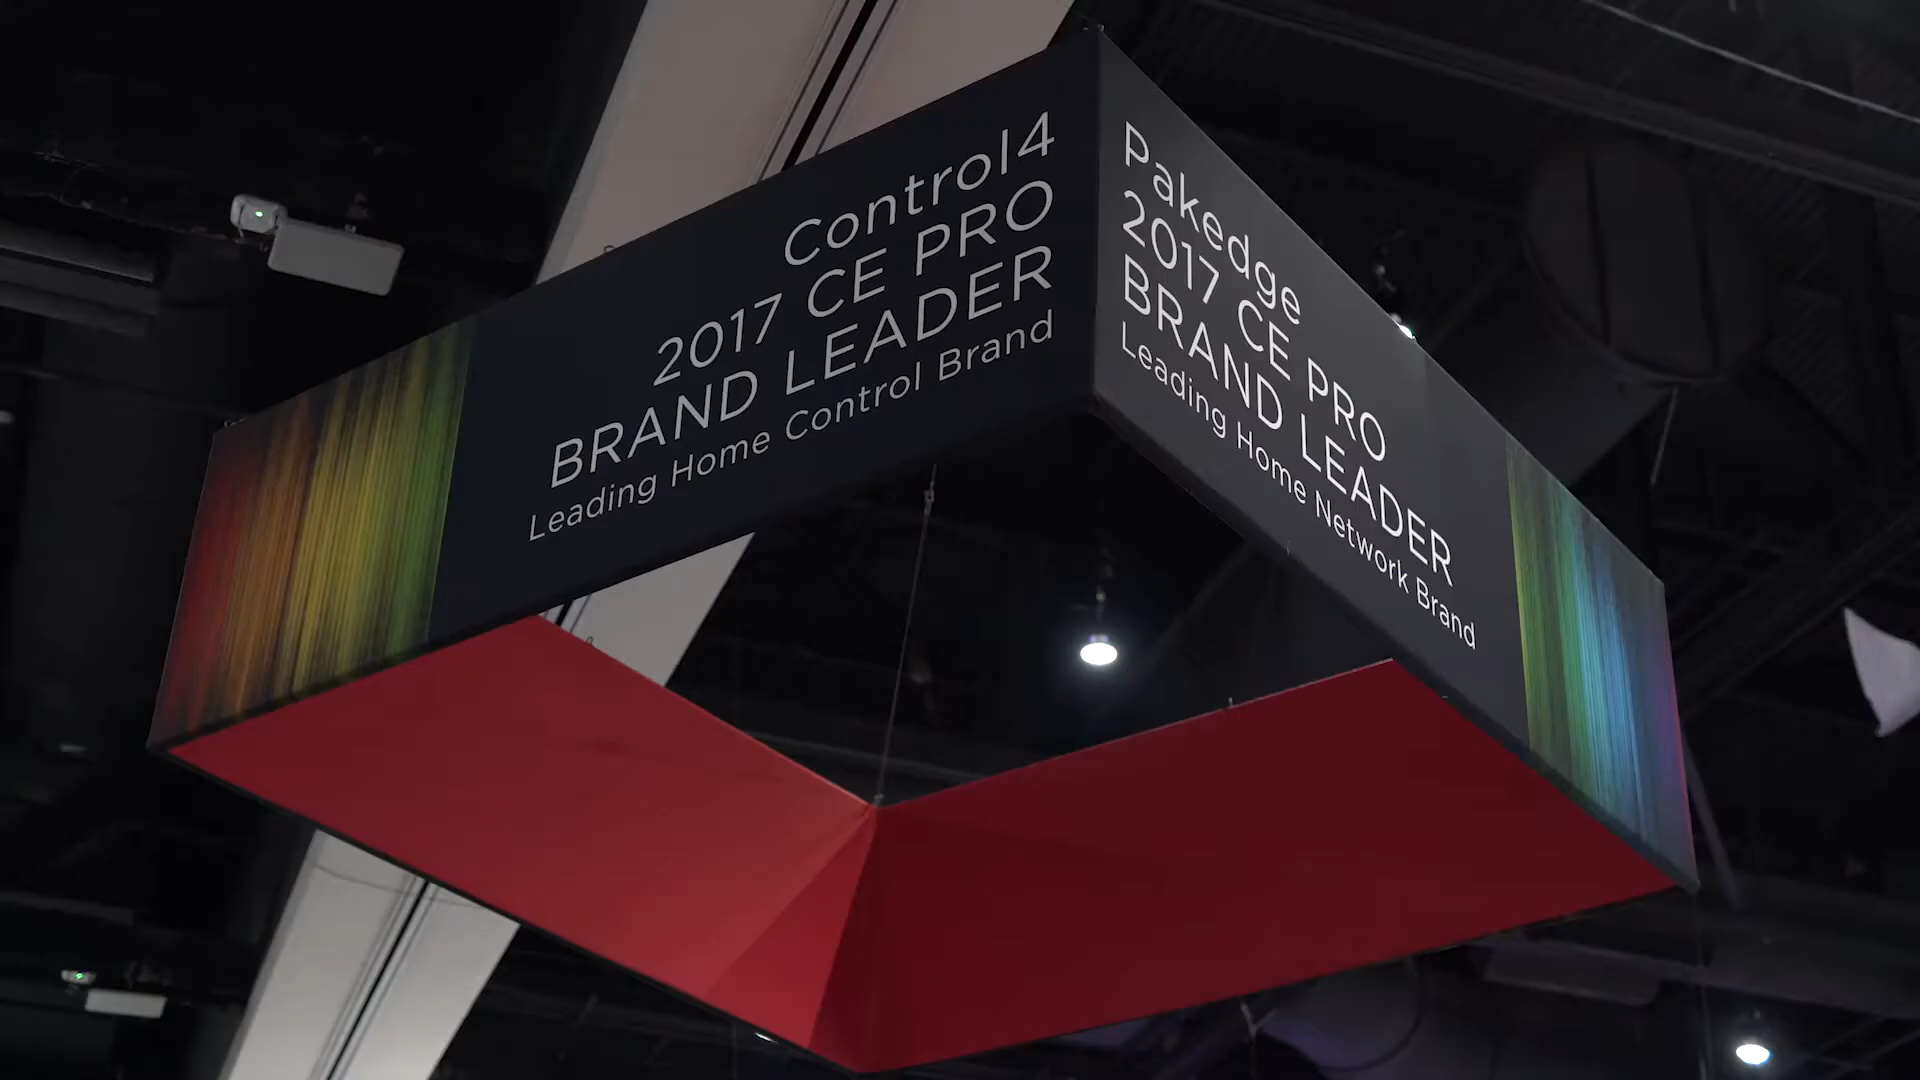 Control4
2017 CE PRO
BRAND LEADER
Leading Home Control Brand
Pakedge
2017 CE PRO
BRAND LEADER
Leading Home Network Brand